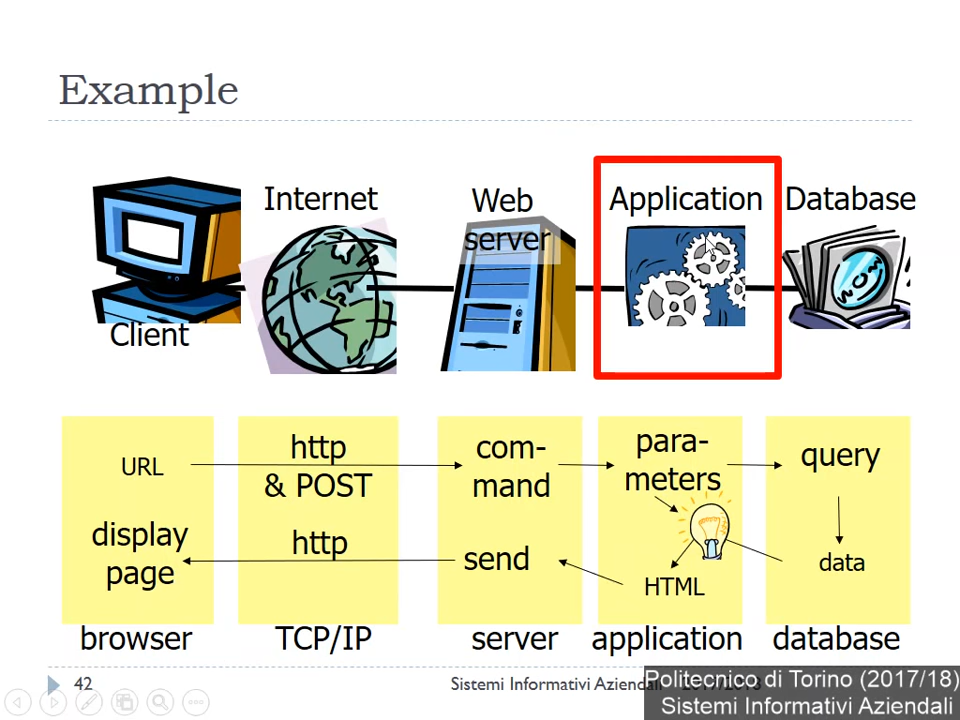 Example
Internet
Web
server
Application
Database
Client
http
& POST
URL
com-
mand
para-
meters
query
display
page
http
send
HTML
data
browser
TCP/IP
server
application
database
42
Sistemi Informativi Aziendali
Politecnico di Torino (2017/18)
Sistemi Informativi Aziendali